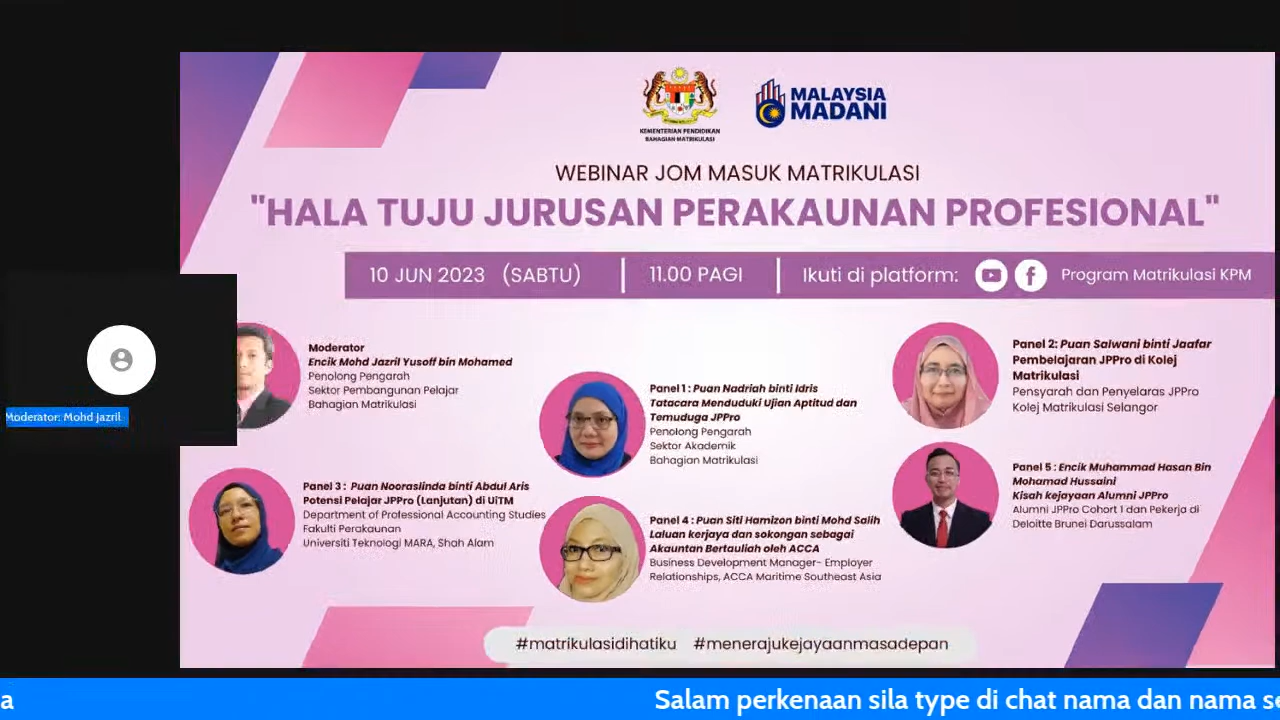 KEMENTERIAN PENDIDIKAN
BAHAGIAN MATRIKULASI
MALAYSIA
MADANI
WEBINAR JOM MASUK MATRIKULASI
"HALA TUJU JURUSAN PERAKAUNAN PROFESIONAL"
10 JUN 2023 (SABTU)
11.00 PAGI
Ikuti di platform:
Program Matrikulasi KPM
Moderator
Encik Mohd Jazril Yusoff bin Mohamed
Penolong Pengarah
Sektor Pembangunan Pelajar
Bahagian Matrikulasi
Panel 1 : Puan Nadriah binti Idris
Tatacara Menduduki Ujian Aptitud dan
Temuduga JPPro
Penolong Pengarah
Sektor Akademik
Bahagian Matrikulasi
Panel 2: Puan Salwani binti Jaafar
Pembelajaran JPPro di Kolej
Matrikulasi
Pensyarah dan Penyelaras JPPro
Kolej Matrikulasi Selangor
Moderator: Mohd Jazril
Panel 3 : Puan Nooraslinda binti Abdul Aris
Potensi Pelajar JPPro (Lanjutan) di UiTM
Department of Professional Accounting Studies
Fakulti Perakaunan
Universiti Teknologi MARA, Shah Alam
Panel 4 : Puan Siti Hamizon binti Mohd Salih
Laluan kerjaya dan sokongan sebagai
Akauntan Bertauliah oleh ACCA
Business Development Manager- Employer
Relationships, ACCA Maritime Southeast Asia
Panel 5 : Encik Muhammad Hasan Bin
Mohamad Hussaini
Kisah kejayaan Alumni JPPro
Alumni JPPro Cohort 1 dan Pekerja di
Deloitte Brunei Darussalam
#matrikulasidihatiku #menerajukejayaanmasadepan
a Salam perkenaan sila type di chat nama dan nama se